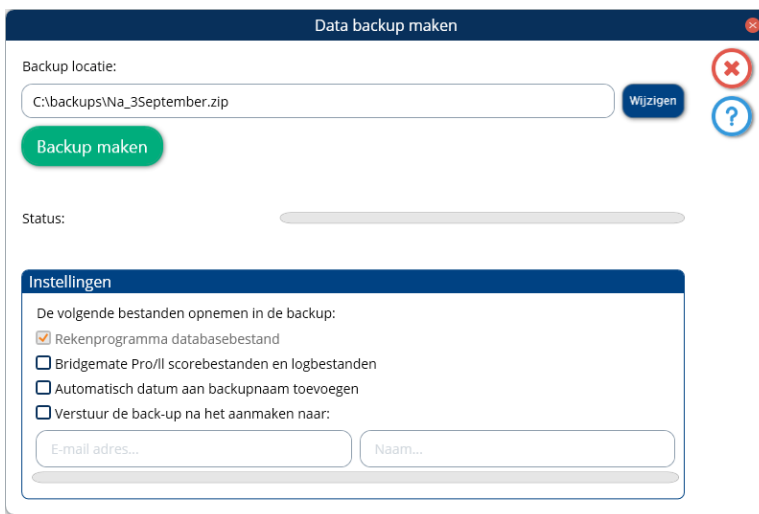 Data backup maken
Backup locatie:
C:\backups\Na_3September.zip
Wijzigen
?
Backup maken
Status:
Instellingen
De volgende bestanden opnemen in de backup:
Rekenprogramma databasebestand
Bridgemate Pro/ll scorebestanden en logbestanden
Automatisch datum aan backupnaam toevoegen
Verstuur de back-up na het aanmaken naar:
E-mail adres... Naam...